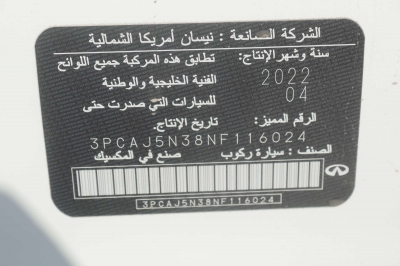 الشركة الصانعة : نيسان أمريكا الشمالية
سنة وشهر الإنتاج: تطابق هذه المركبة جميع اللوائح
2022 الفنية الخليجية والوطنية
04 للسيارات التي صدرت حتى
الرقم المميز: تاريخ الإنتاج.
3PCAJ5N38NF116024
الصنف : سيارة ركوب صنع في المكسيك
3PCAJ5N38NF116024